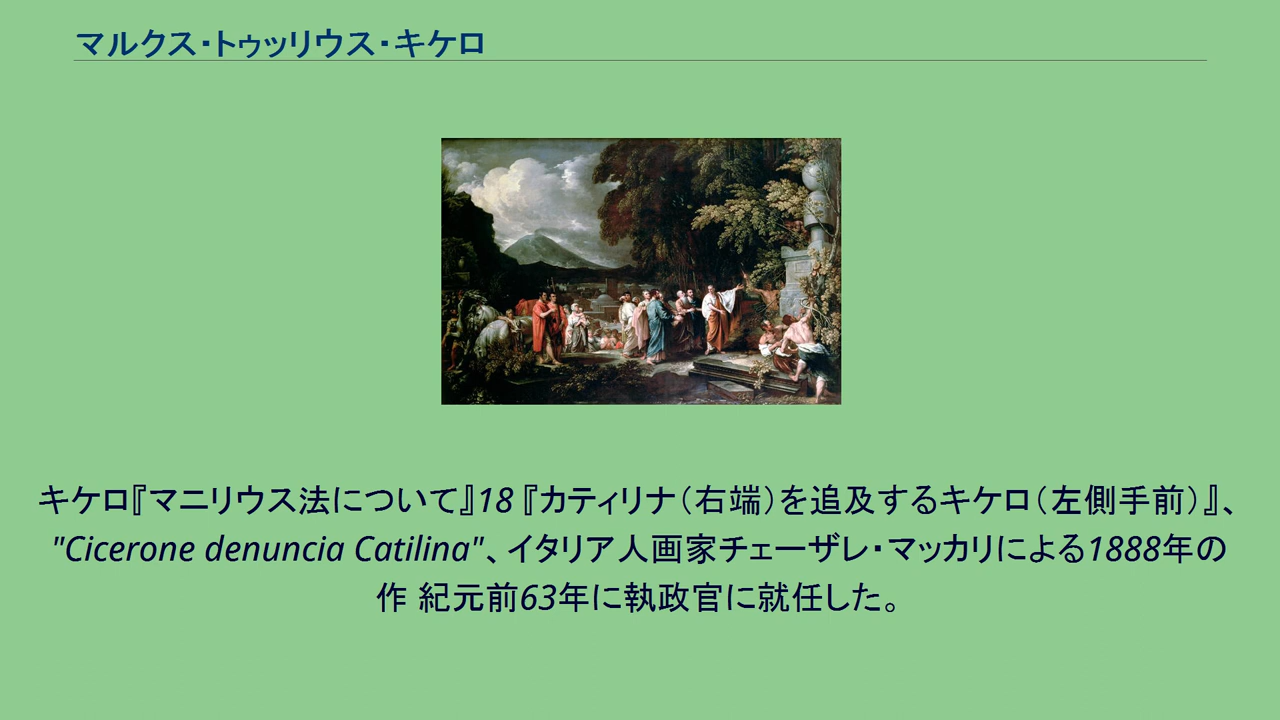 マルクス・トゥッリウス・キケロ
キケロ『マニリウス法について』18『カティリナ（右端）を追及するキケロ（左側手前）』、
"Cicerone denuncia Catilina"、イタリア人画家チェーザレ・マッカリによる1888年の
作 紀元前63年に執政官に就任した。